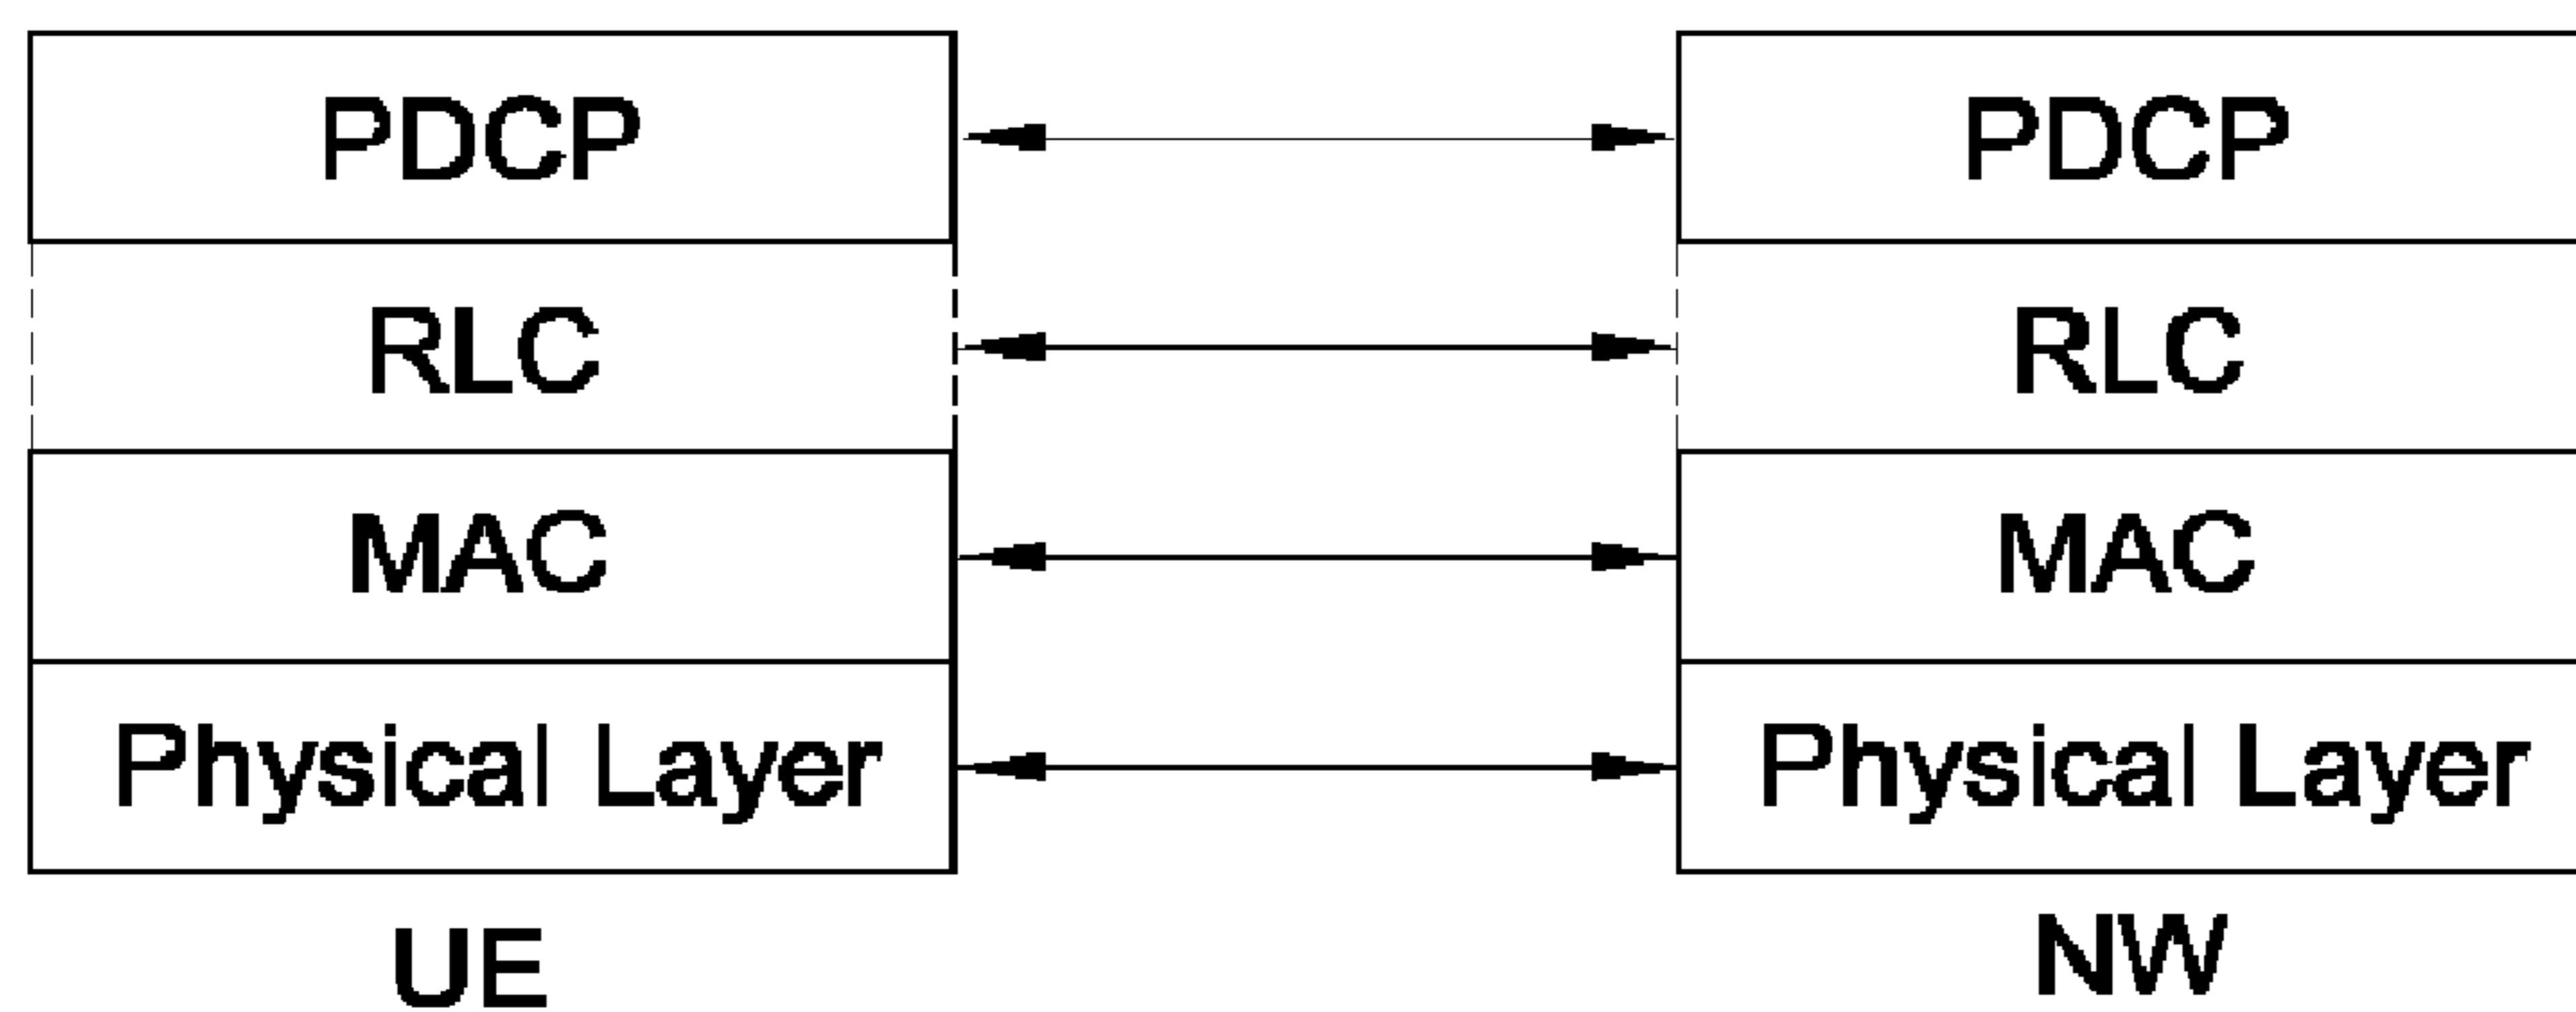 PDCP PDCP
RLC RLC
MAC MAC
Physical Layer Physical Layer
UE NW